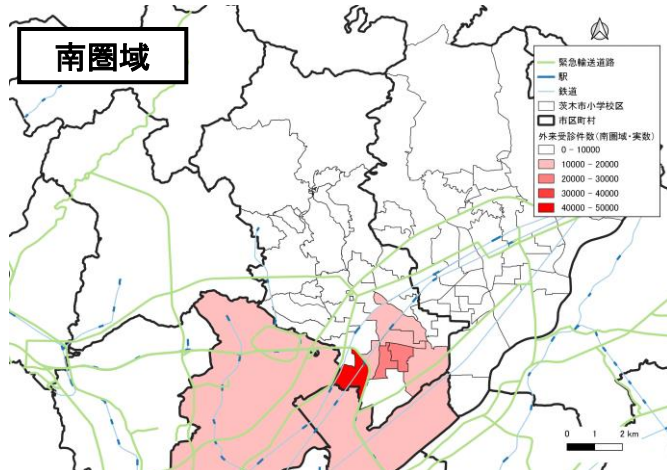 南圏域
緊急輸送道路
駅
鉄道
茨木市小学校区
市区町村
外来受診件数(南圏域・実数)
0 - 10000
10000 - 20000
20000 - 30000
30000 - 40000
40000 - 50000
0 1 2 km